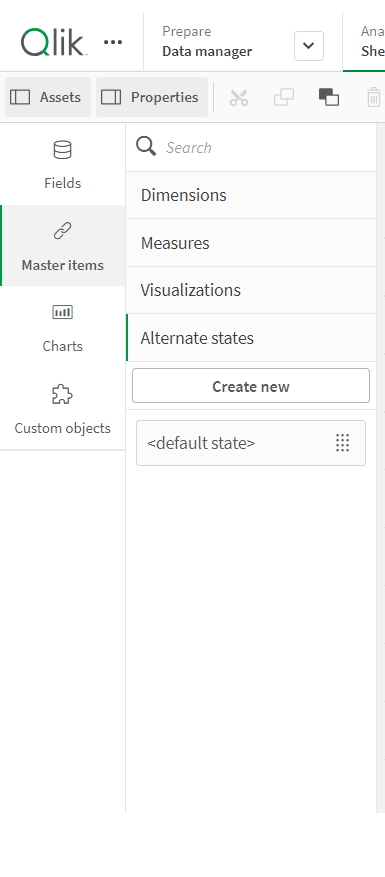 Qlik
Prepare
Data manager
Ana
She
Assets
Properties
Fields
Master items
Charts
Custom objects
Search
Dimensions
Measures
Visualizations
Alternate states
Create new
<default state>